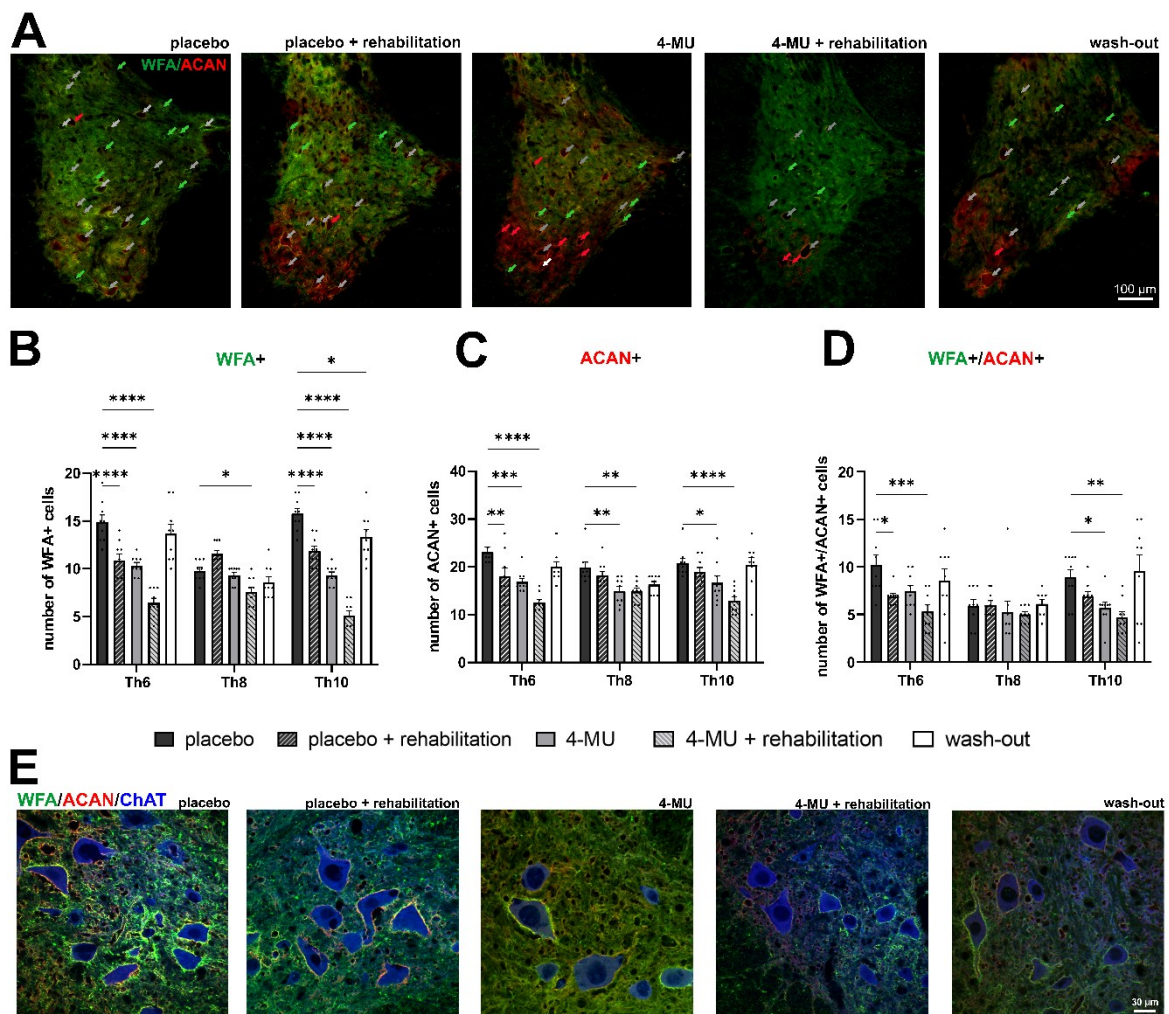 A
placebo
placebo + rehabilitation
4-MU
4-MU + rehabilitation
wash-out
WFA/ACAN
100 µm
B
WFA+
C
ACAN+
D
WFA+/ACAN+
*
****
****
****
****
****
*
****
number of WFA+ cells
20
15
10
5
0
Th6
Th8
Th10
****
***
**
**
**
****
*
number of ACAN+ cells
40
30
20
10
0
Th6
Th8
Th10
***
*
**
*
number of WFA+/ACAN+ cells
20
15
10
5
0
Th6
Th8
Th10
placebo
placebo + rehabilitation
4-MU
4-MU + rehabilitation
wash-out
E
WFA/ACAN/ChAT
placebo
placebo + rehabilitation
4-MU
4-MU + rehabilitation
wash-out
30 µm